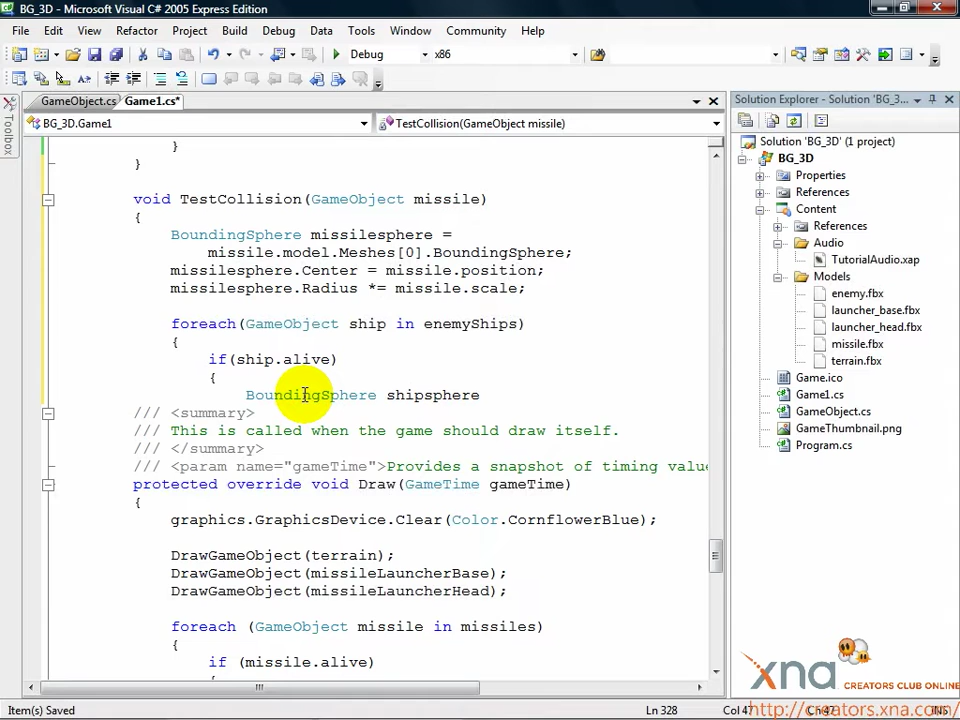 BG_3D - Microsoft Visual C# 2005 Express Edition
File Edit View Refactor Project Build Debug Data Tools Window Community Help
Debug x86
GameObject.cs Game1.cs*
Solution Explorer - Solution 'BG_3...
BG_3D.Game1 TestCollision(GameObject missile)
Toolbox
}
}
void TestCollision(GameObject missile)
{
BoundingSphere missilesphere =
missile.model.Meshes[0].BoundingSphere;
missilesphere.Center = missile.position;
missilesphere.Radius *= missile.scale;
foreach(GameObject ship in enemyShips)
{
if(ship.alive)
{
BoundingSphere shipsphere
/// <summary>
/// This is called when the game should draw itself.
/// </summary>
/// <param name="gameTime">Provides a snapshot of timing value
protected override void Draw(GameTime gameTime)
{
graphics.GraphicsDevice.Clear(Color.CornflowerBlue);
DrawGameObject(terrain);
DrawGameObject(missileLauncherBase);
DrawGameObject(missileLauncherHead);
foreach (GameObject missile in missiles)
{
if (missile.alive)
Solution 'BG_3D' (1 project)
BG_3D
Properties
References
Content
References
Audio
TutorialAudio.xap
Models
enemy.fbx
launcher_base.fbx
launcher_head.fbx
missile.fbx
terrain.fbx
Game.ico
Game1.cs
GameObject.cs
GameThumbnail.png
Program.cs
xna CREATORS CLUB ONLINE
http://creators.xna.com/
Item(s) Saved Ln 328 Col 47 INS